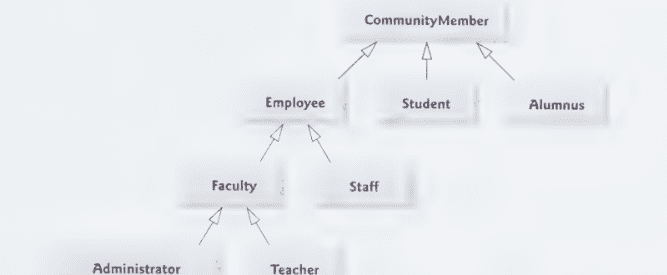 CommunityMember
Employee
Student
Alumnus
Faculty
Staff
Administrator
Teacher